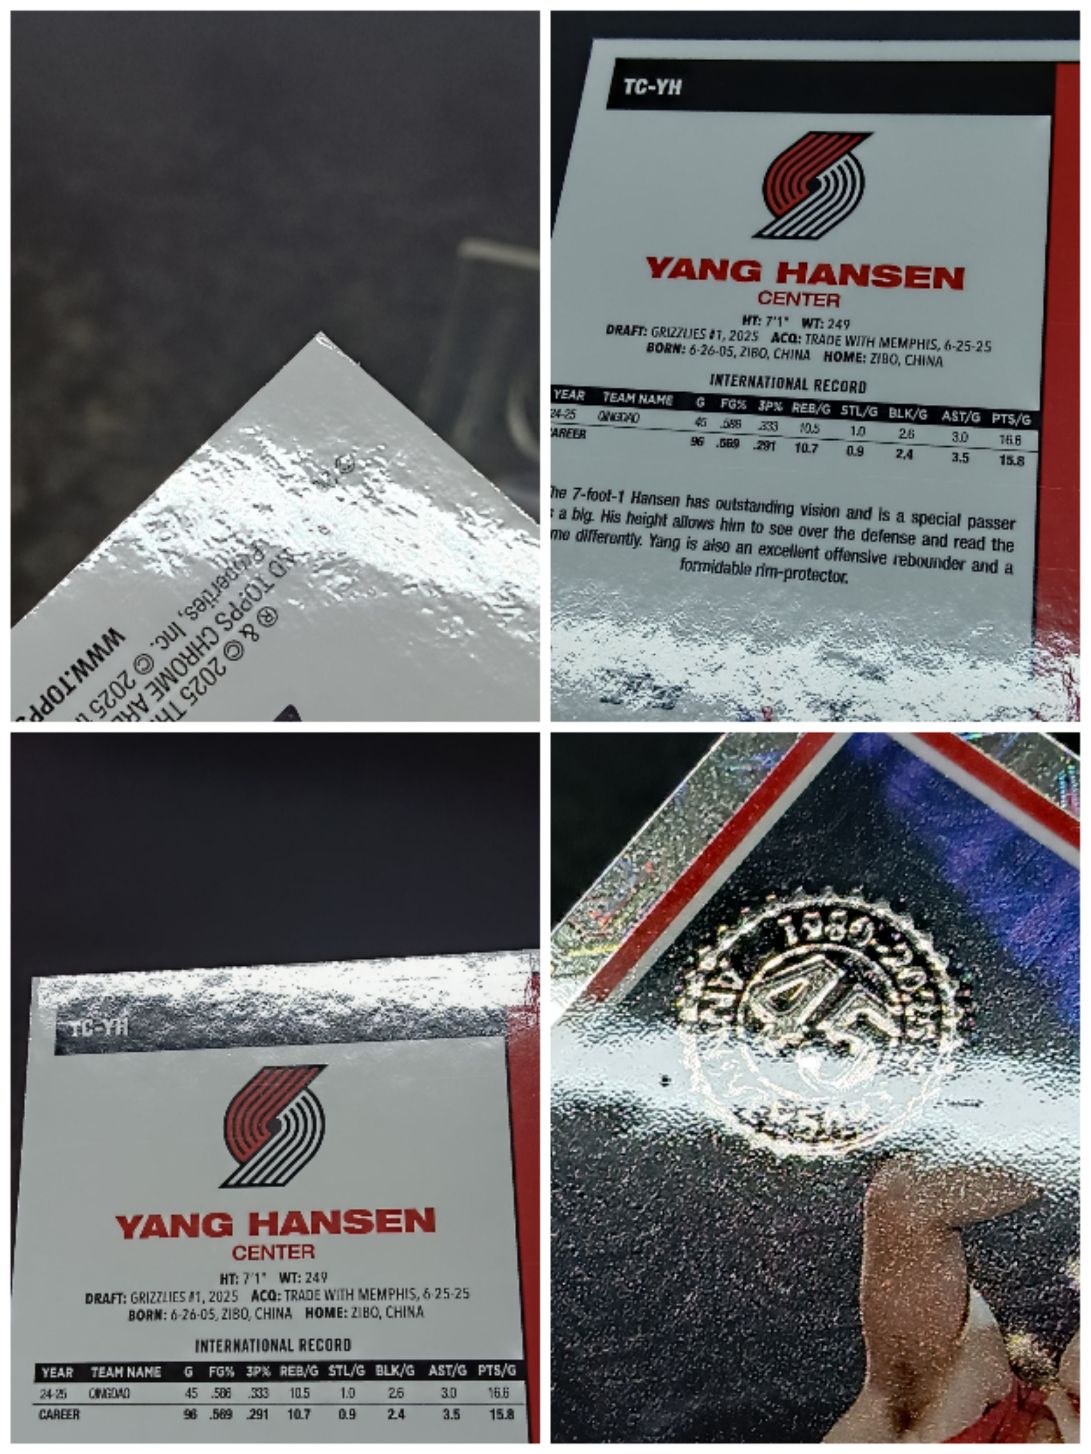 ® & © 2025 TH
AD TOPPS CHROME ARE
Properties, Inc. © 2025 t
WWW.TOPPS
TC-YH
YANG HANSEN
CENTER
HT: 7'1" WT: 249
DRAFT: GRIZZLIES #1, 2025 ACQ: TRADE WITH MEMPHIS, 6-25-25
BORN: 6-26-05, ZIBO, CHINA HOME: ZIBO, CHINA
INTERNATIONAL RECORD
YEAR TEAM NAME G FG% 3P% REB/G STL/G BLK/G AST/G PTS/G
24-25 QINGDAO 45 .586 .333 10.5 1.0 2.6 3.0 16.6
CAREER 96 .569 .291 10.7 0.9 2.4 3.5 15.8
he 7-foot-1 Hansen has outstanding vision and is a special passer
s a big. His height allows him to see over the defense and read the
me differently. Yang is also an excellent offensive rebounder and a
formidable rim-protector.
TC-YH
YANG HANSEN
CENTER
HT: 7'1" WT: 249
DRAFT: GRIZZLIES #1, 2025 ACQ: TRADE WITH MEMPHIS, 6-25-25
BORN: 6-26-05, ZIBO, CHINA HOME: ZIBO, CHINA
INTERNATIONAL RECORD
YEAR TEAM NAME G FG% 3P% REB/G STL/G BLK/G AST/G PTS/G
24-25 QINGDAO 45 .586 .333 10.5 1.0 2.6 3.0 16.6
CAREER 96 .569 .291 10.7 0.9 2.4 3.5 15.8
1980-2025
45